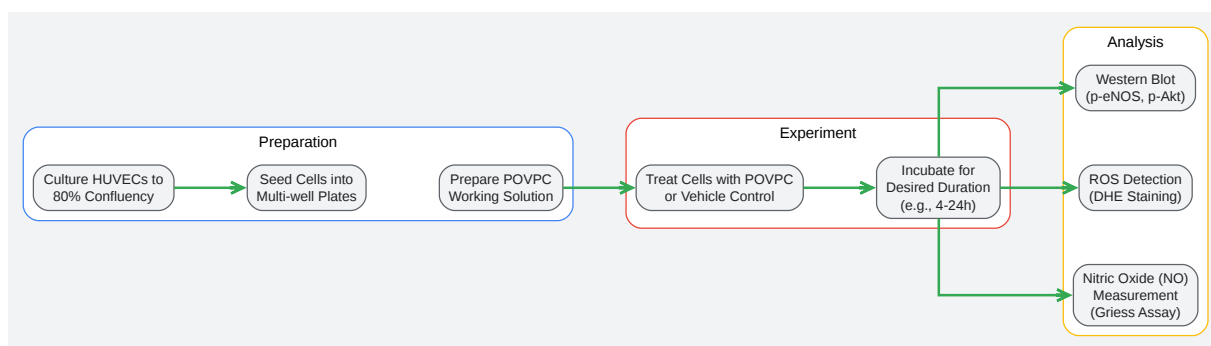 Preparation
Culture HUVECs to
80% Confluency
Seed Cells into
Multi-well Plates
Prepare POVPC
Working Solution
Experiment
Treat Cells with POVPC
or Vehicle Control
Incubate for
Desired Duration
(e.g., 4-24h)
Analysis
Western Blot
(p-eNOS, p-Akt)
ROS Detection
(DHE Staining)
Nitric Oxide (NO)
Measurement
(Griess Assay)